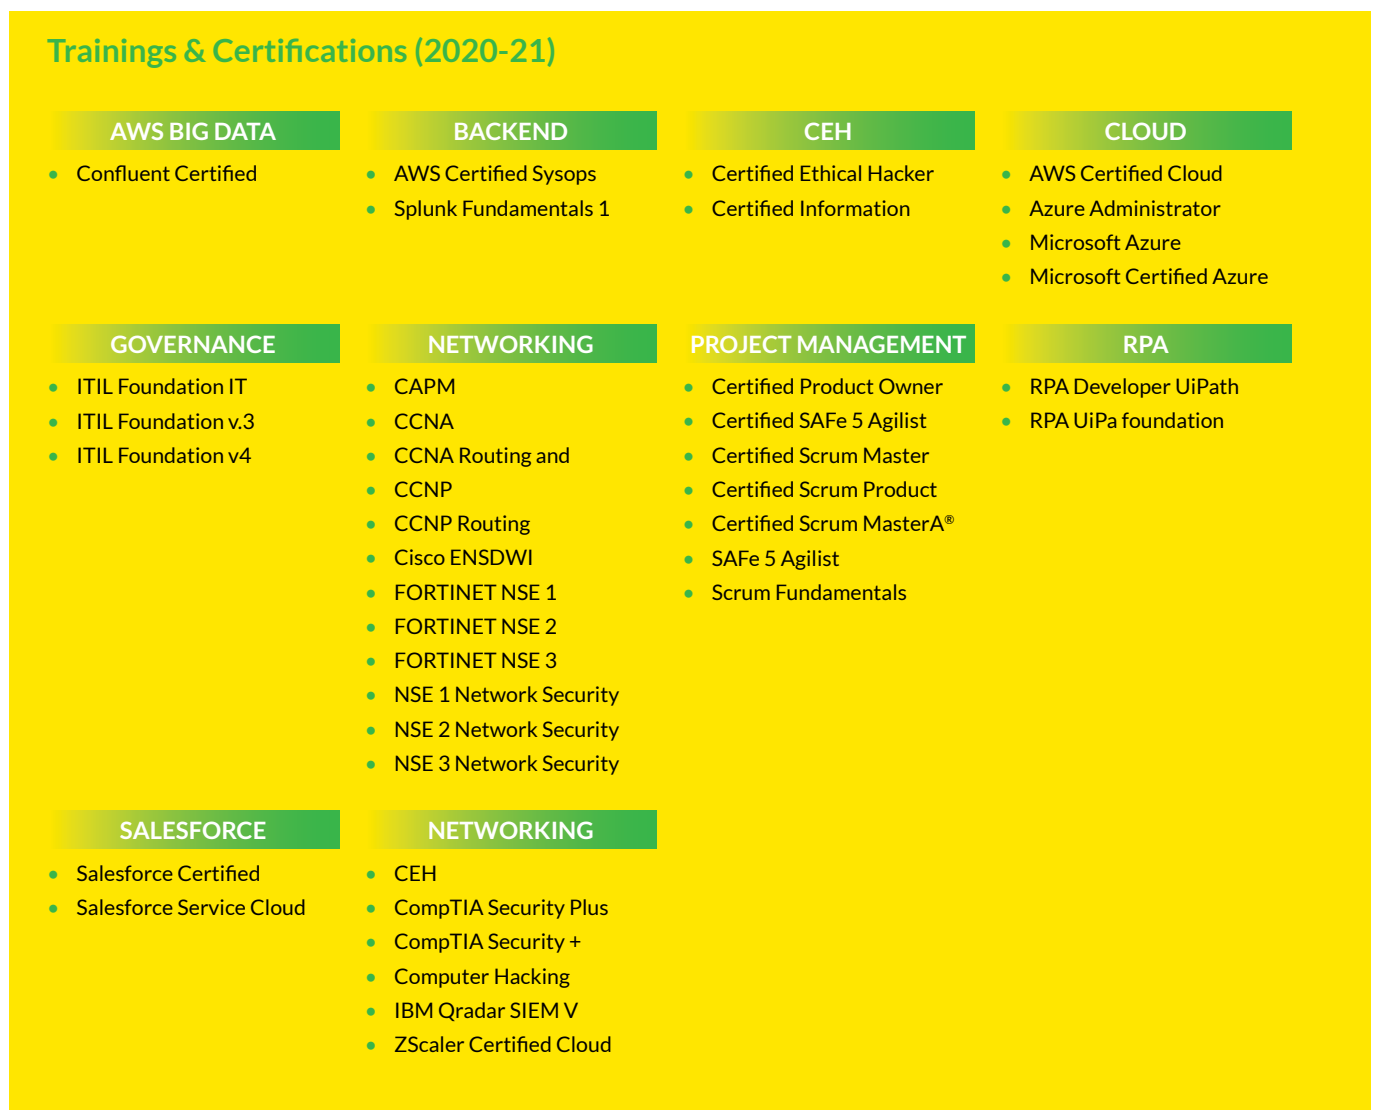 Trainings & Certifications (2020-21)
AWS BIG DATA
• Confluent Certified
BACKEND
• AWS Certified Sysops
• Splunk Fundamentals 1
CEH
• Certified Ethical Hacker
• Certified Information
CLOUD
• AWS Certified Cloud
• Azure Administrator
• Microsoft Azure
• Microsoft Certified Azure
GOVERNANCE
• ITIL Foundation IT
• ITIL Foundation v.3
• ITIL Foundation v4
NETWORKING
• CAPM
• CCNA
• CCNA Routing and
• CCNP
• CCNP Routing
• Cisco ENSDWI
• FORTINET NSE 1
• FORTINET NSE 2
• FORTINET NSE 3
• NSE 1 Network Security
• NSE 2 Network Security
• NSE 3 Network Security
PROJECT MANAGEMENT
• Certified Product Owner
• Certified SAFe 5 Agilist
• Certified Scrum Master
• Certified Scrum Product
• Certified Scrum MasterA®
• SAFe 5 Agilist
• Scrum Fundamentals
RPA
• RPA Developer UiPath
• RPA UiPa foundation
SALESFORCE
• Salesforce Certified
• Salesforce Service Cloud
NETWORKING
• CEH
• CompTIA Security Plus
• CompTIA Security +
• Computer Hacking
• IBM Qradar SIEM V
• ZScaler Certified Cloud